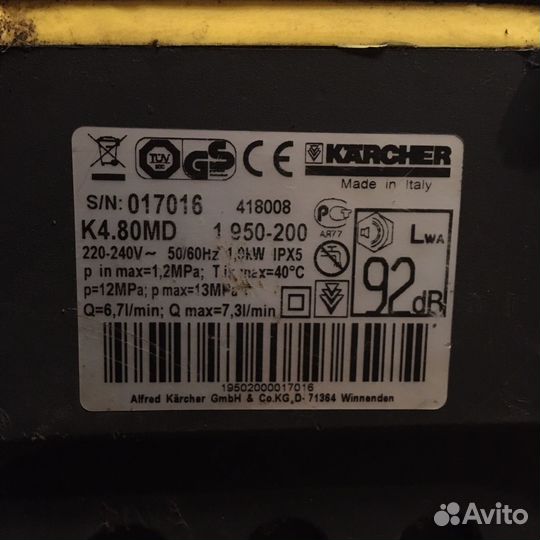 TÜV GS CE KÄRCHER
Made in Italy
S/N: 017016 418008
K4.80MD 1.950-200
220-240V~ 50/60Hz 1,9kW IPX5
p in max=1,2MPa; T in max=40°C
p=12MPa; p max=13MPa
Q=6,7l/min; Q max=7,3l/min
АЯ77
LWA
92dB
19502000017016
Alfred Kärcher GmbH & Co.KG,D- 71364 Winnenden
Avito